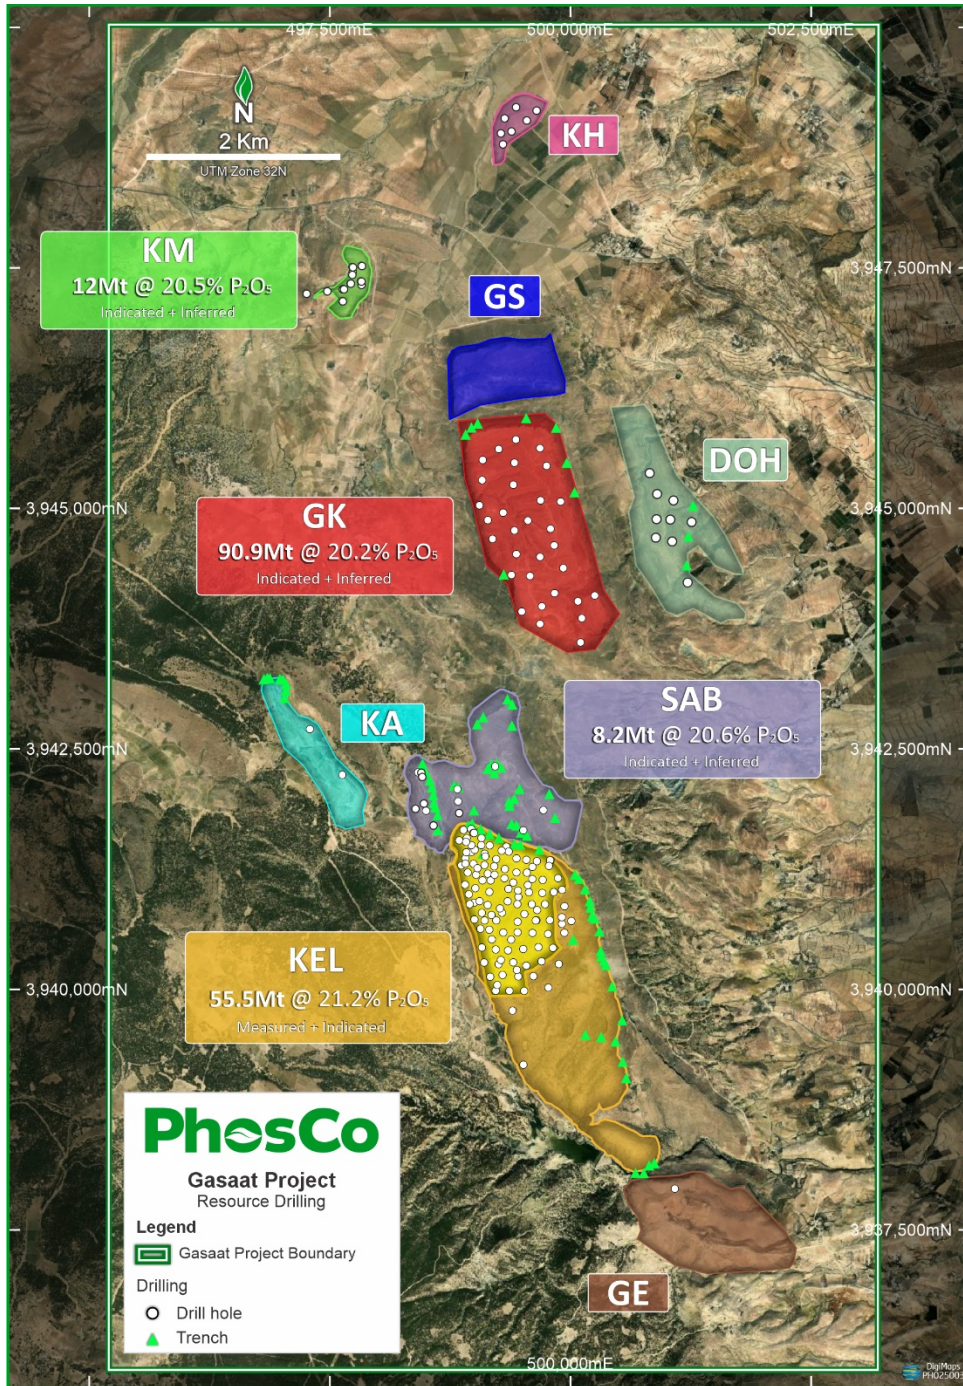 497,500mE 500,000mE 502,500mE
N
2 Km
UTM Zone 32N
KH
KM
12Mt @ 20.5% P₂O₅
Indicated + Inferred
3,947,500mN
GS
DOH
3,945,000mN 3,945,000mN
GK
90.9Mt @ 20.2% P₂O₅
Indicated + Inferred
SAB
8.2Mt @ 20.6% P₂O₅
Indicated + Inferred
KA
3,942,500mN 3,942,500mN
KEL
55.5Mt @ 21.2% P₂O₅
Measured + Indicated
3,940,000mN 3,940,000mN
PhosCo
Gasaat Project
Resource Drilling
Legend
Gasaat Project Boundary
Drilling
Drill hole
Trench
3,937,500mN
GE
500,000mE
DigiMaps
PHO25003